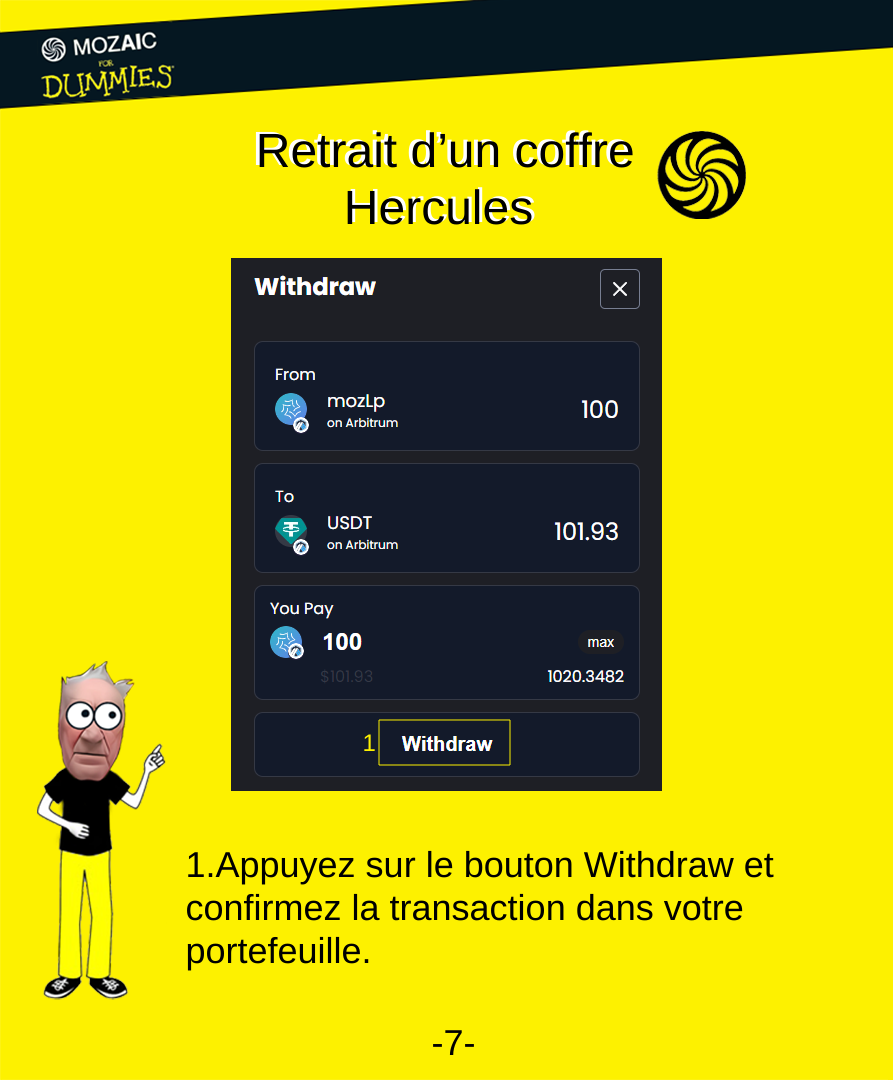 MOZAIC
FOR
DUMMIES
Retrait d’un coffre
Hercules
Withdraw
From
mozLp
on Arbitrum
100
To
USDT
on Arbitrum
101.93
You Pay
100
max
$101.93
1020.3482
1 Withdraw
1.Appuyez sur le bouton Withdraw et
confirmez la transaction dans votre
portefeuille.
-7-